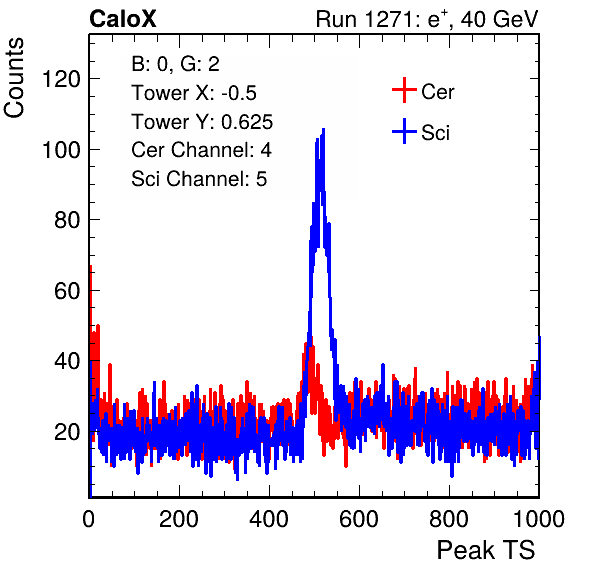 CaloX Run 1271: e⁺, 40 GeV
Counts
B: 0, G: 2
Tower X: -0.5
Tower Y: 0.625
Cer Channel: 4
Sci Channel: 5
Cer
Sci
120
100
80
60
40
20
0 200 400 600 800 1000
Peak TS